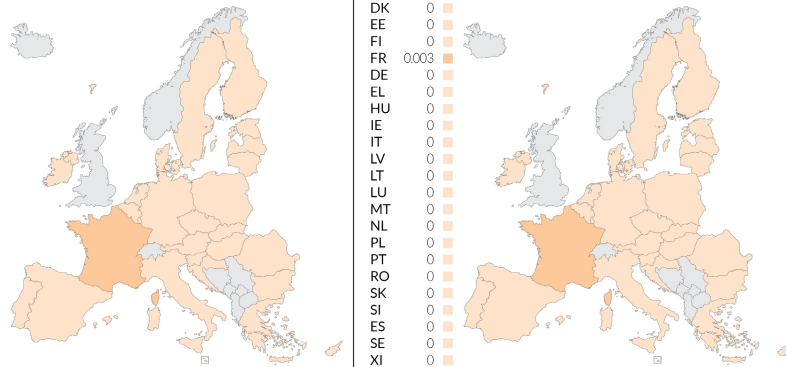 DK 0
EE 0
FI 0
FR 0.003
DE 0
EL 0
HU 0
IE 0
IT 0
LV 0
LT 0
LU 0
MT 0
NL 0
PL 0
PT 0
RO 0
SK 0
SI 0
ES 0
SE 0
XI 0